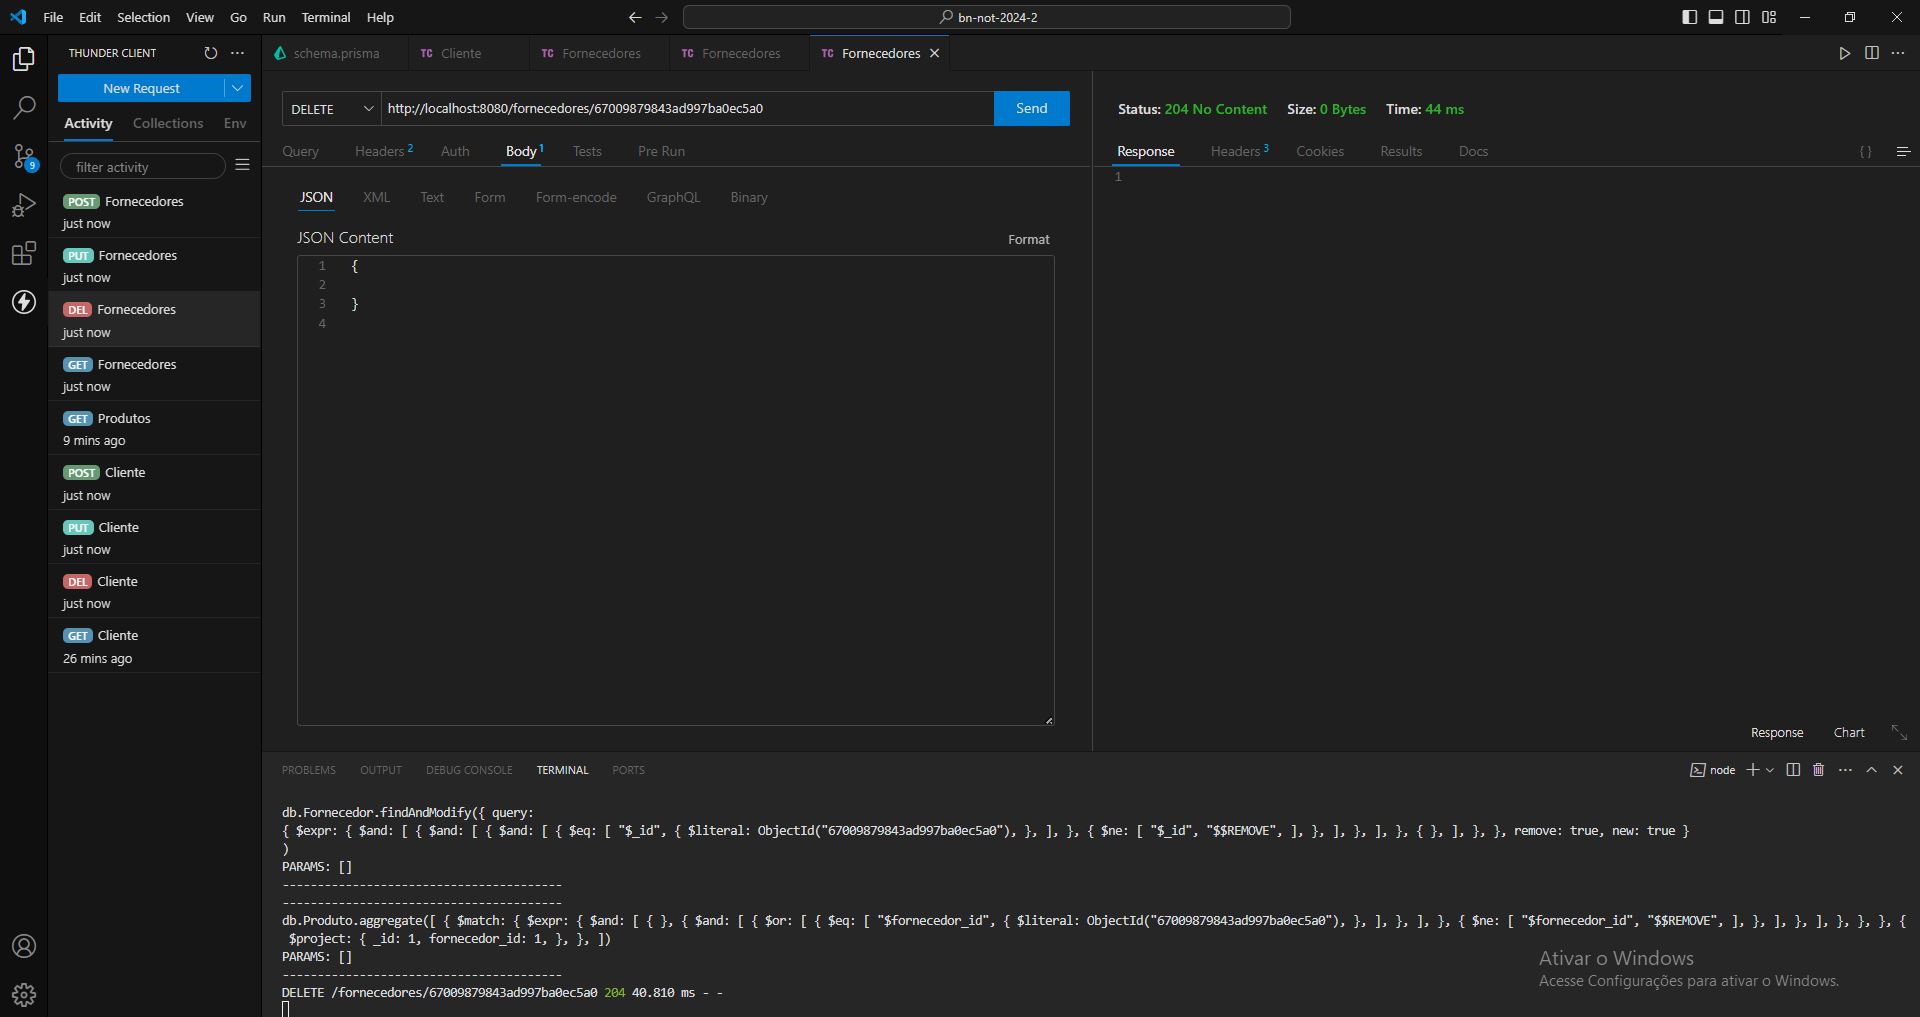 File Edit Selection View Go Run Terminal Help
bn-not-2024-2
THUNDER CLIENT
New Request
Activity Collections Env
filter activity
POST Fornecedores
just now
PUT Fornecedores
just now
DEL Fornecedores
just now
GET Fornecedores
just now
GET Produtos
9 mins ago
POST Cliente
just now
PUT Cliente
just now
DEL Cliente
just now
GET Cliente
26 mins ago
9
schema.prisma
TC Cliente
TC Fornecedores
TC Fornecedores
TC Fornecedores
DELETE http://localhost:8080/fornecedores/67009879843ad997ba0ec5a0 Send
Query Headers 2 Auth Body 1 Tests Pre Run
JSON XML Text Form Form-encode GraphQL Binary
JSON Content
Format
1 {
2
3 }
4
Status: 204 No Content Size: 0 Bytes Time: 44 ms
Response Headers 3 Cookies Results Docs { }
1
Response Chart
PROBLEMS OUTPUT DEBUG CONSOLE TERMINAL PORTS
node
db.Fornecedor.findAndModify({ query:
{ $expr: { $and: [ { $and: [ { $and: [ { $eq: [ "$_id", { $literal: ObjectId("67009879843ad997ba0ec5a0"), }, ], }, { $ne: [ "$_id", "$$REMOVE", ], }, ], }, ], }, { }, ], }, }, remove: true, new: true }
)
PARAMS: []
----------------------------------------
----------------------------------------
db.Produto.aggregate([ { $match: { $expr: { $and: [ { }, { $and: [ { $or: [ { $eq: [ "$fornecedor_id", { $literal: ObjectId("67009879843ad997ba0ec5a0"), }, ], }, ], }, { $ne: [ "$fornecedor_id", "$$REMOVE", ], }, ], }, ], }, }, }, {
$project: { _id: 1, fornecedor_id: 1, }, }, ])
PARAMS: []
----------------------------------------
DELETE /fornecedores/67009879843ad997ba0ec5a0 204 40.810 ms - -
Ativar o Windows
Acesse Configurações para ativar o Windows.